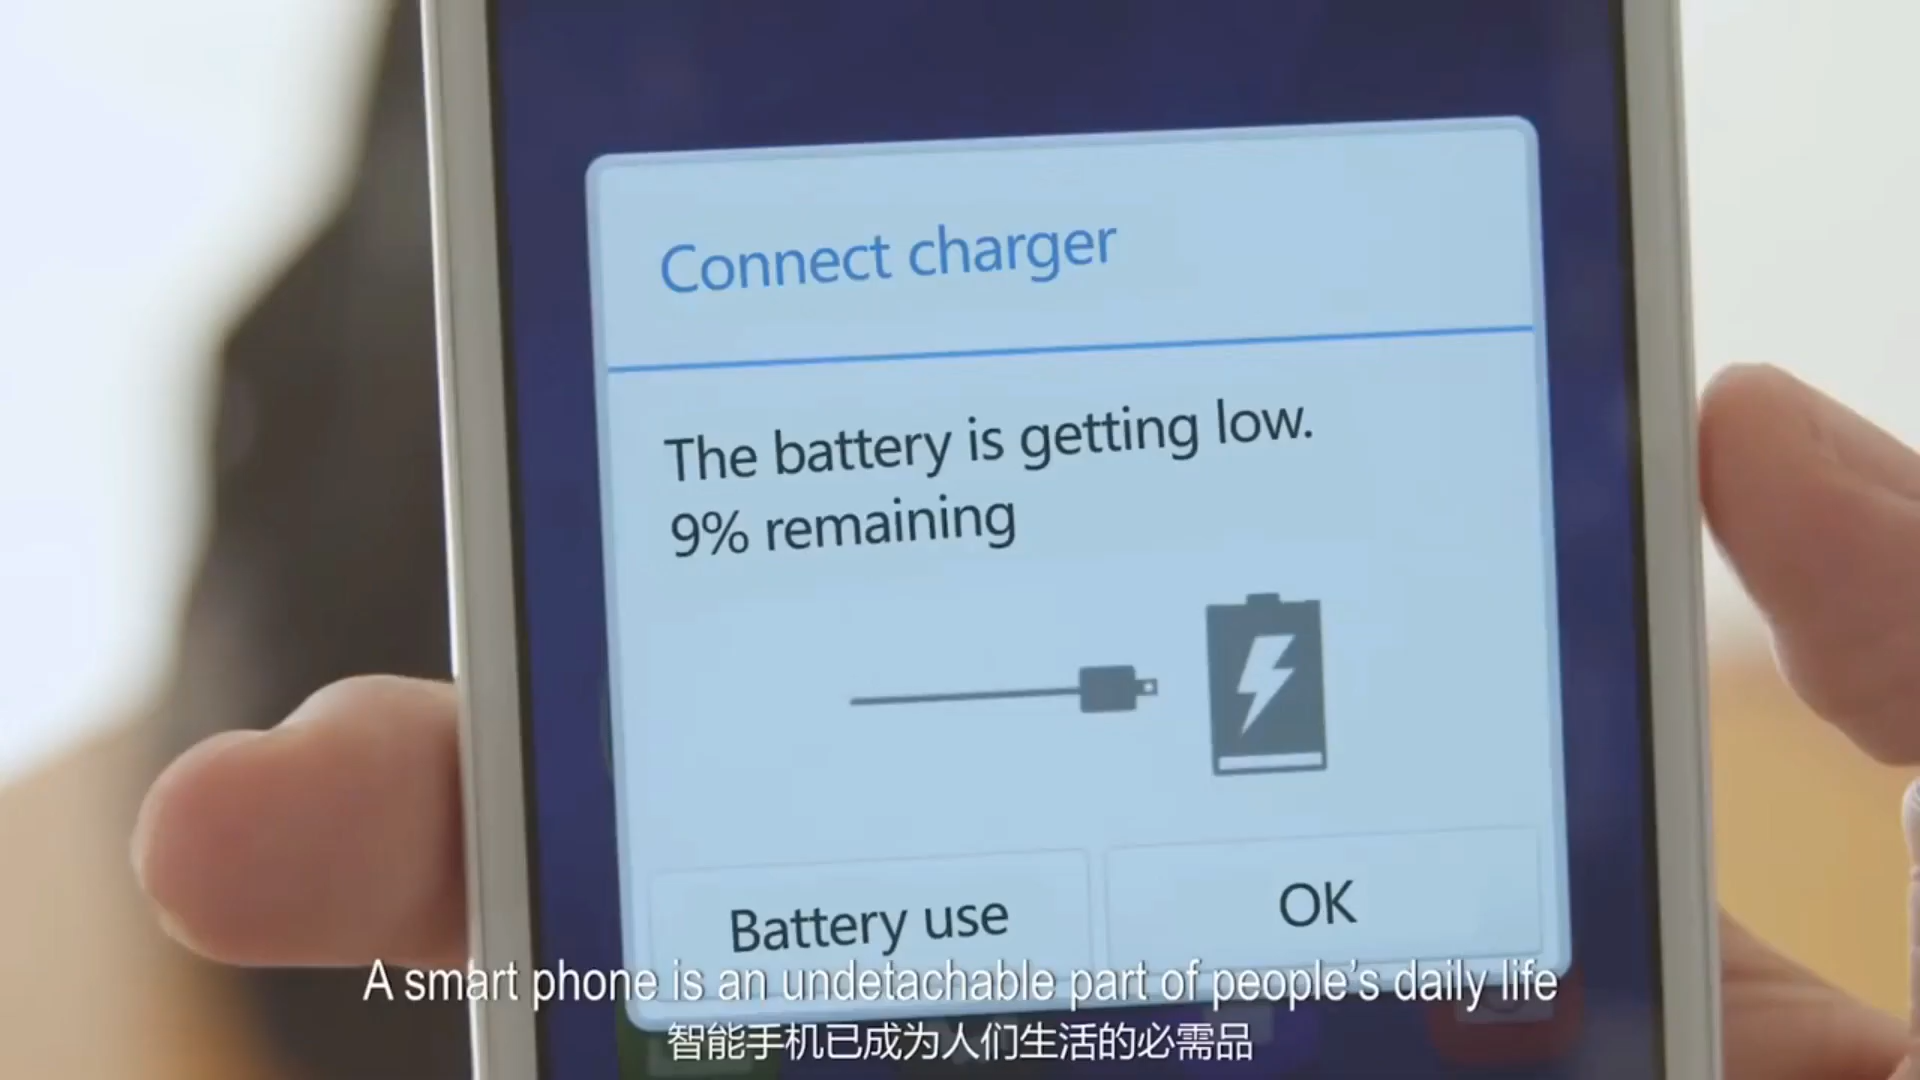 Connect charger
The battery is getting low.
9% remaining
Battery use
OK
A smart phone is an undetachable part of people's daily life
智能手机已成为人们生活的必需品